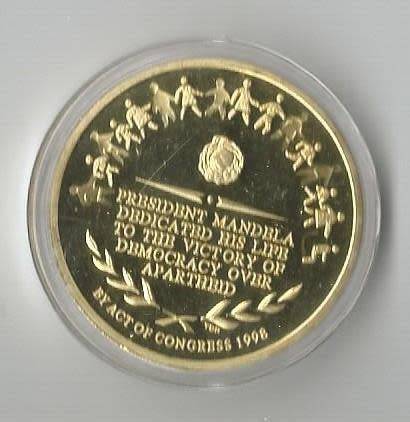 PRESIDENT MANDELA
DEDICATED HIS LIFE
TO THE VICTORY OF
DEMOCRACY OVER
APARTHEID
BY ACT OF CONGRESS 1998